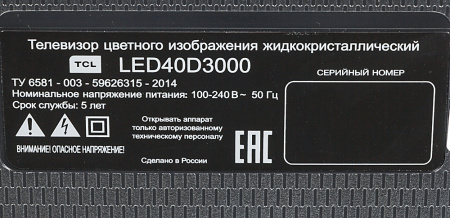 Телевизор цветного изображения жидкокристаллический
TCL LED40D3000
ТУ 6581 - 003 - 59626315 - 2014
Номинальное напряжение питания: 100-240 В ~ 50 Гц
Срок службы: 5 лет
СЕРИЙНЫЙ НОМЕР
Открывать аппарат
только авторизованному
техническому персоналу
ВНИМАНИЕ! ОПАСНОЕ НАПРЯЖЕНИЕ!
Сделано в России
EAC